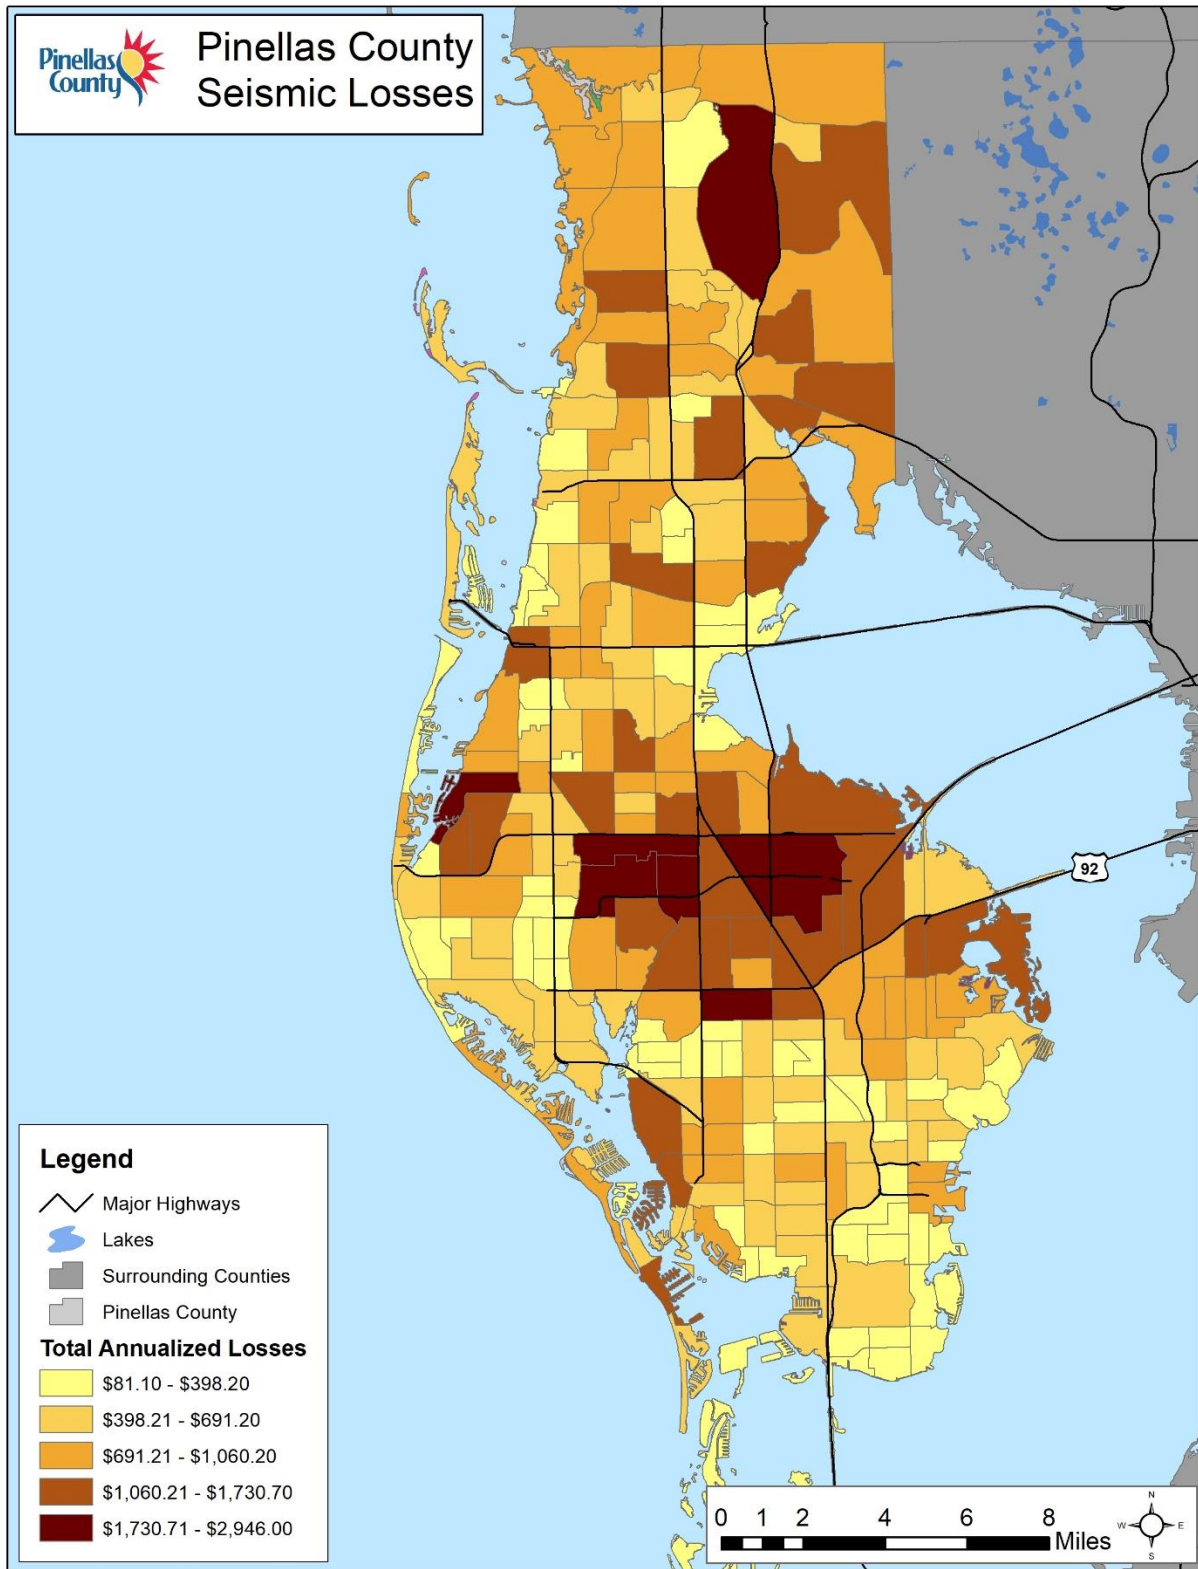 Pinellas
County
Pinellas County
Seismic Losses
92
Legend
Major Highways
Lakes
Surrounding Counties
Pinellas County
Total Annualized Losses
$81.10 - $398.20
$398.21 - $691.20
$691.21 - $1,060.20
$1,060.21 - $1,730.70
$1,730.71 - $2,946.00
0 1 2 4 6 8
Miles
N
W E
S